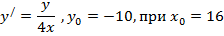 y′ = y/4x , y₀ = −10, при x₀ = 16